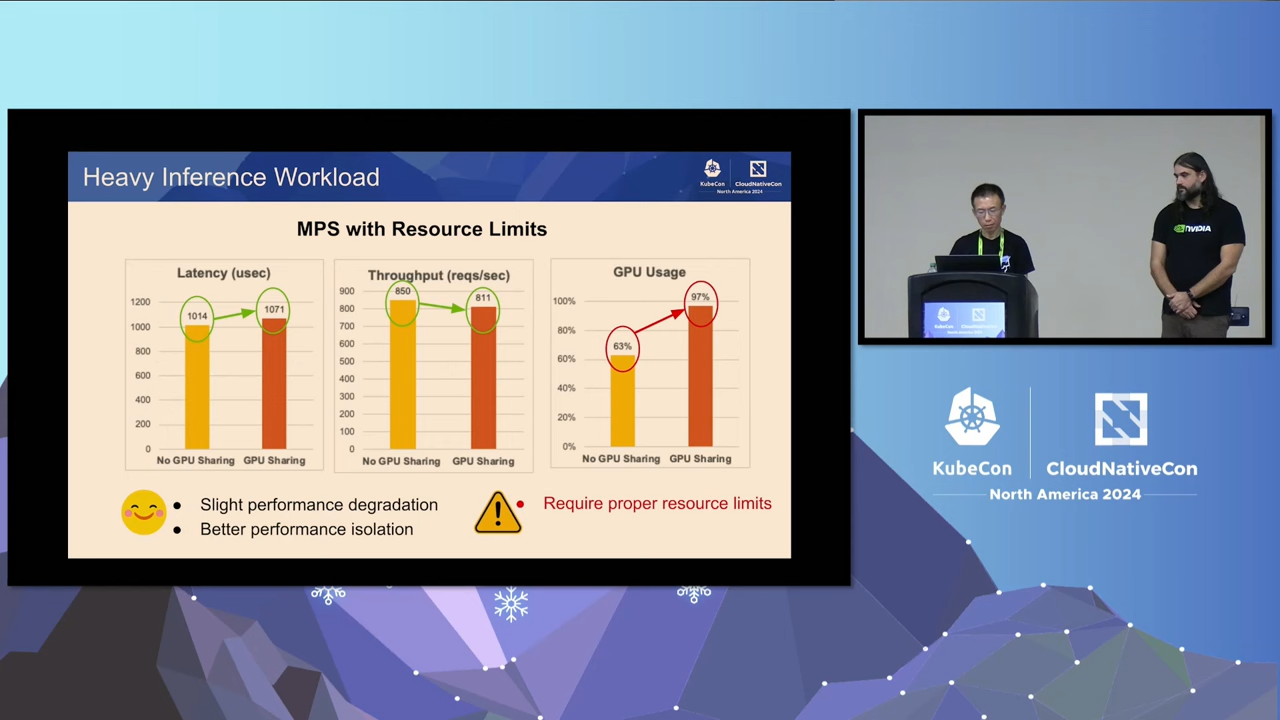 Heavy Inference Workload
KubeCon
CloudNativeCon
North America 2024
MPS with Resource Limits
Latency (usec)
1200
1000
800
600
400
200
0
1014
1071
No GPU Sharing
GPU Sharing
Throughput (reqs/sec)
900
800
700
600
500
400
300
200
100
0
850
811
No GPU Sharing
GPU Sharing
GPU Usage
100%
80%
60%
40%
20%
0%
63%
97%
No GPU Sharing
GPU Sharing
• Slight performance degradation
• Better performance isolation
!
• Require proper resource limits
NVIDIA
KubeCon
CloudNativeCon
KubeCon
CloudNativeCon
North America 2024